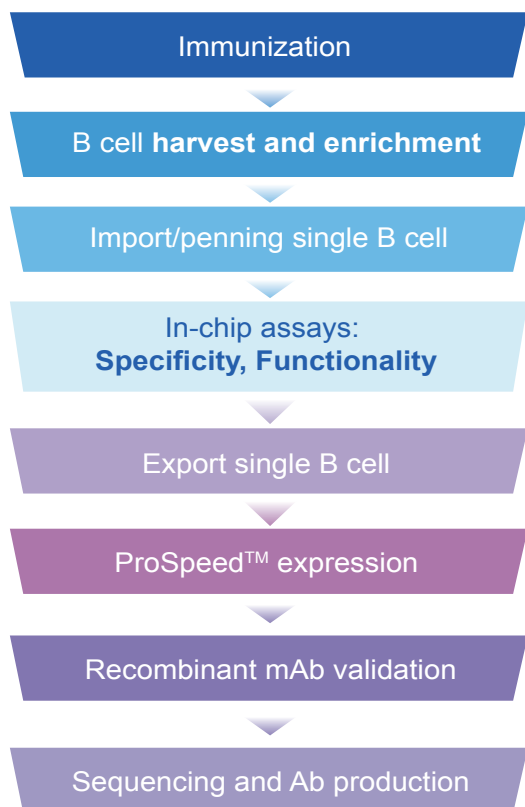 Immunization
B cell harvest and enrichment
Import/penning single B cell
In-chip assays:
Specificity, Functionality
Export single B cell
ProSpeed™ expression
Recombinant mAb validation
Sequencing and Ab production